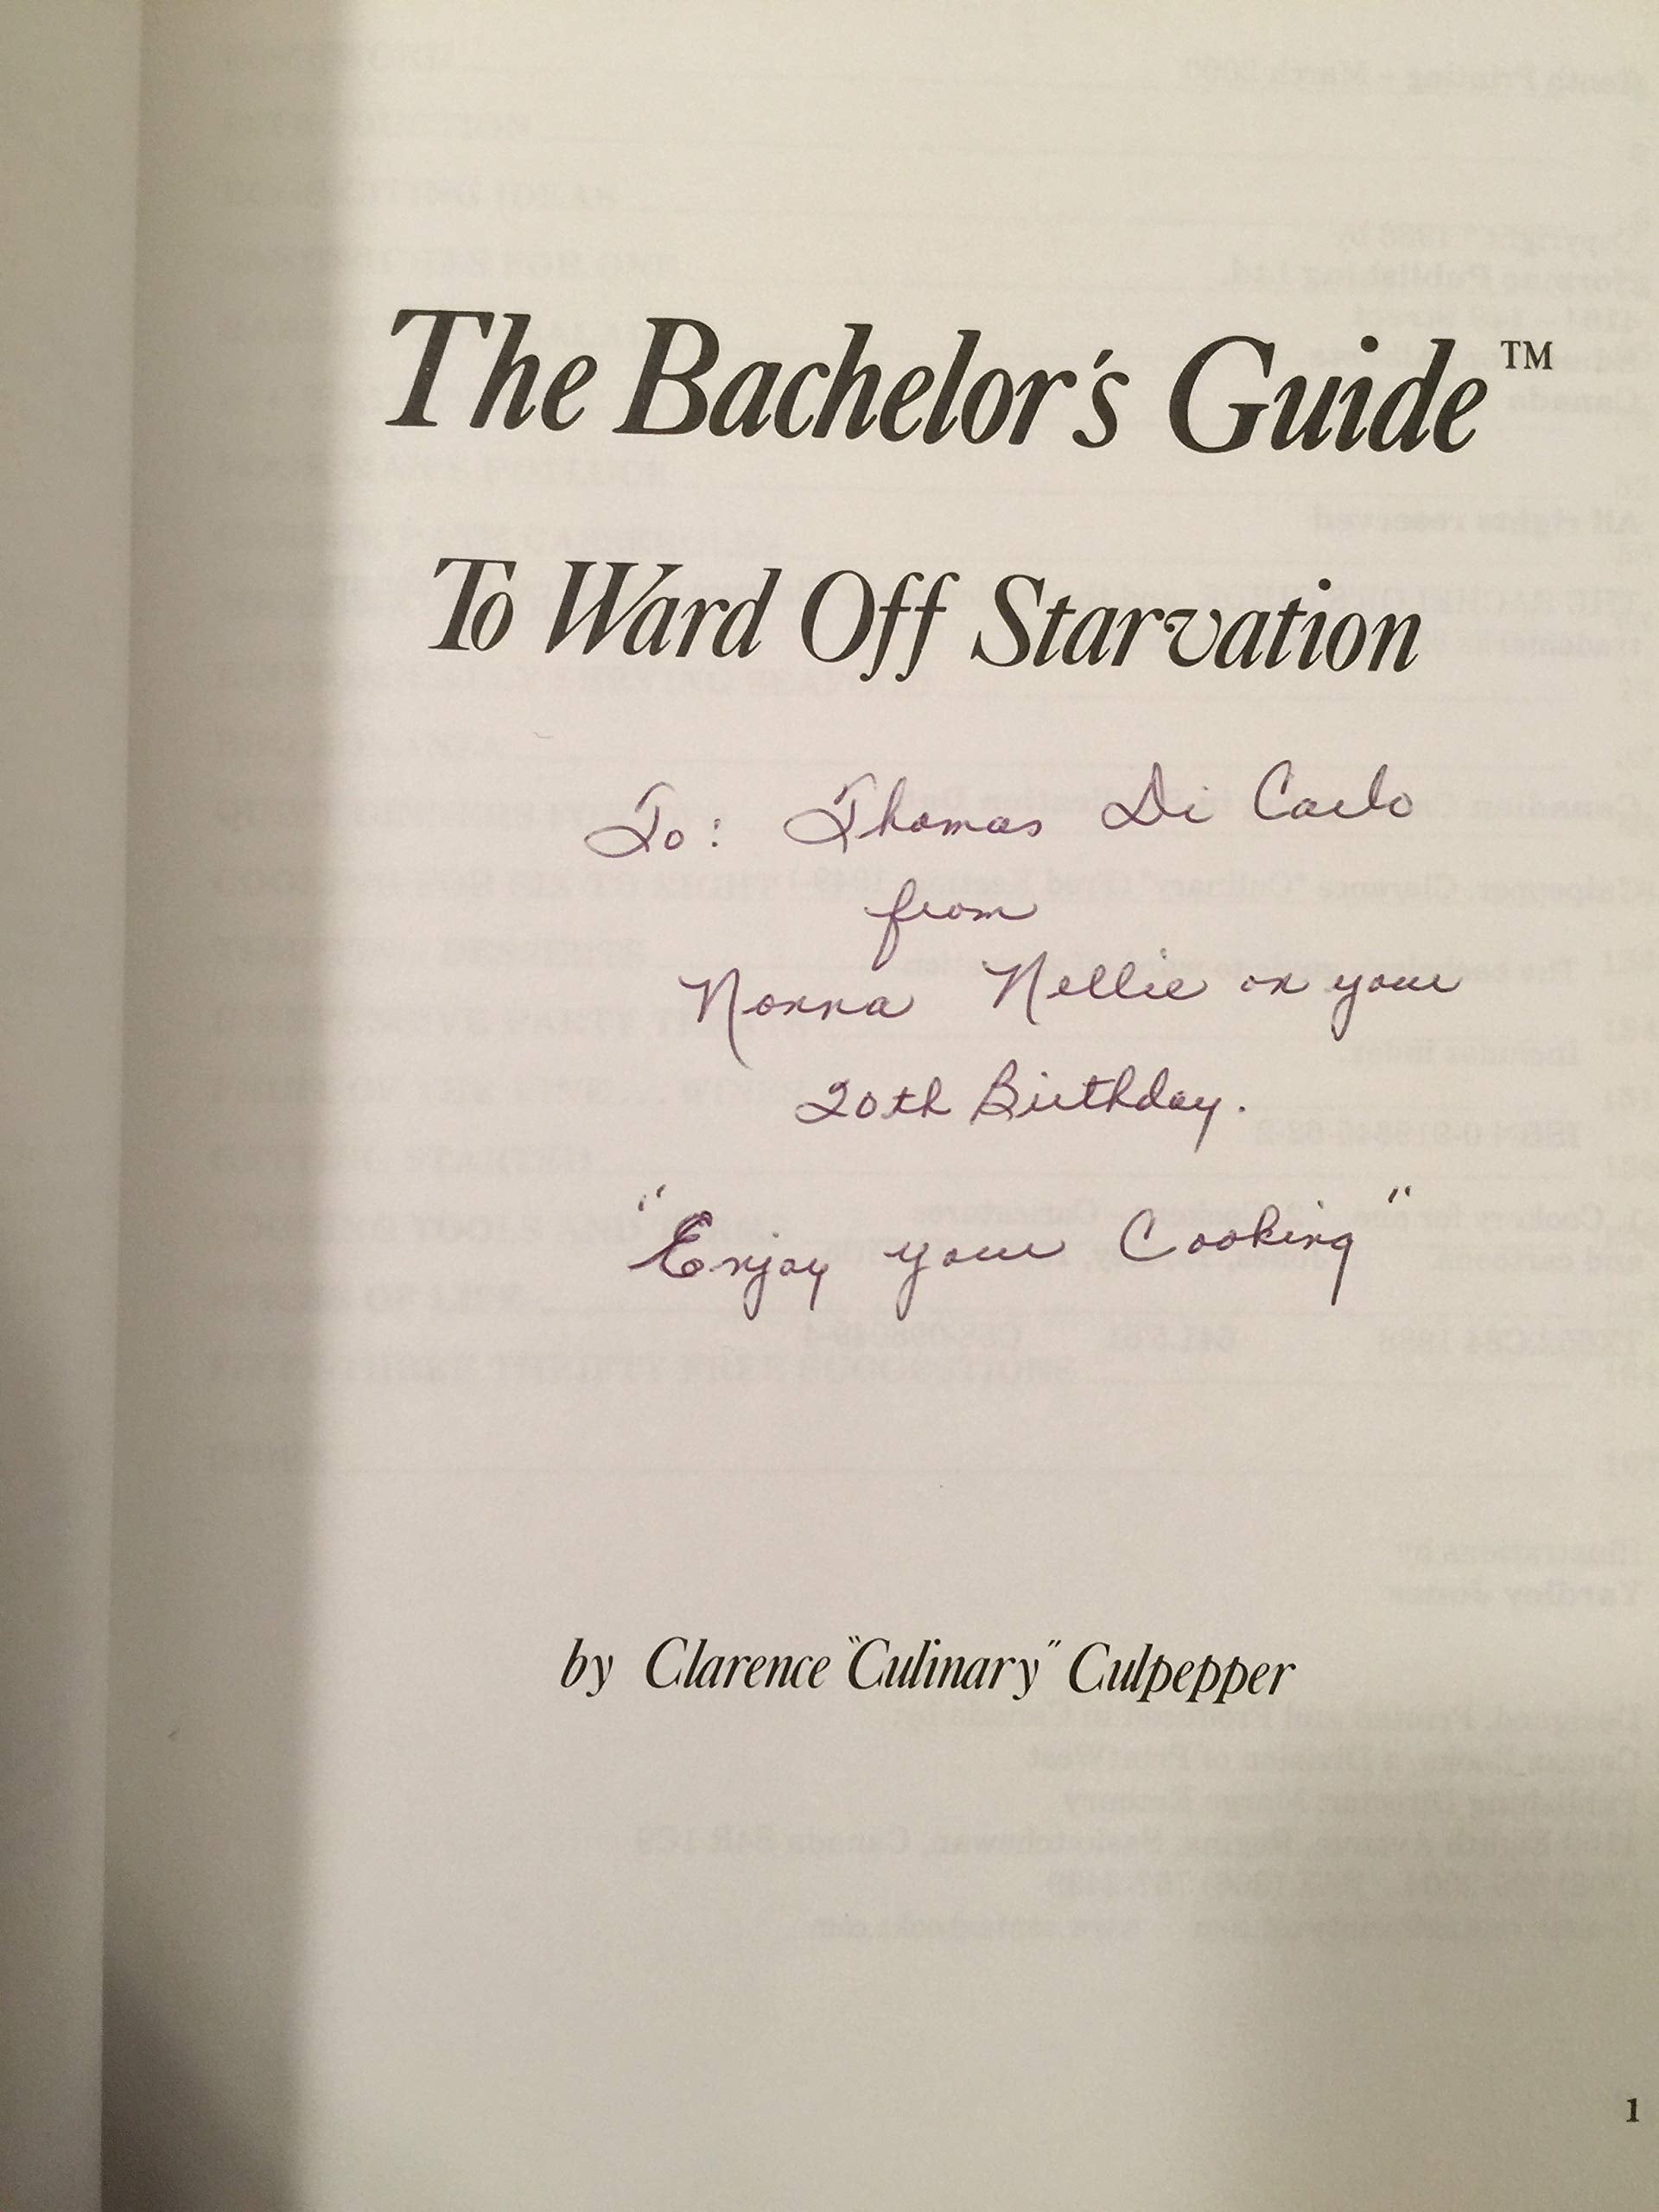 The Bachelor's Guide™
To Ward Off Starvation
To: Thomas Di Carlo
from
Nonna Nellie on your
20th Birthday.
"Enjoy your Cooking"
by Clarence "Culinary" Culpepper
1